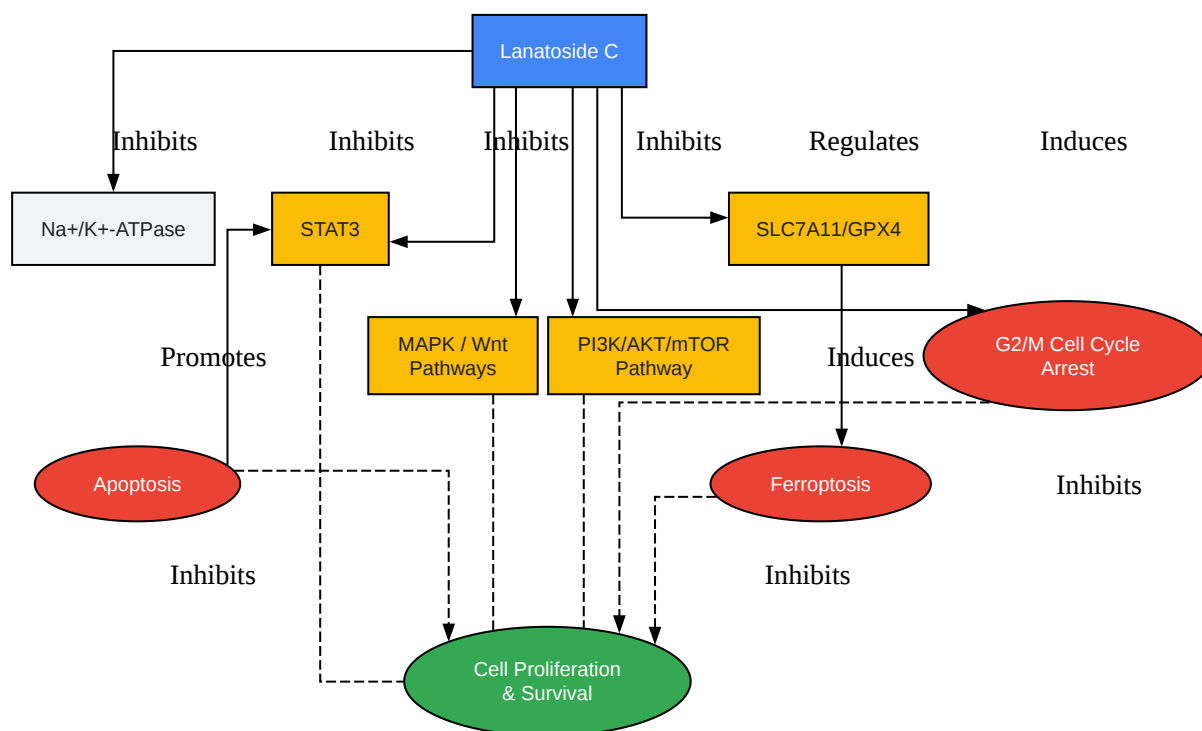 Lanatoside C
Inhibits
Inhibits
Inhibits
Inhibits
Regulates
Induces
Na+/K+-ATPase
STAT3
SLC7A11/GPX4
MAPK / Wnt
Pathways
PI3K/AKT/mTOR
Pathway
G2/M Cell Cycle
Arrest
Promotes
Induces
Apoptosis
Ferroptosis
Inhibits
Inhibits
Inhibits
Cell Proliferation
& Survival